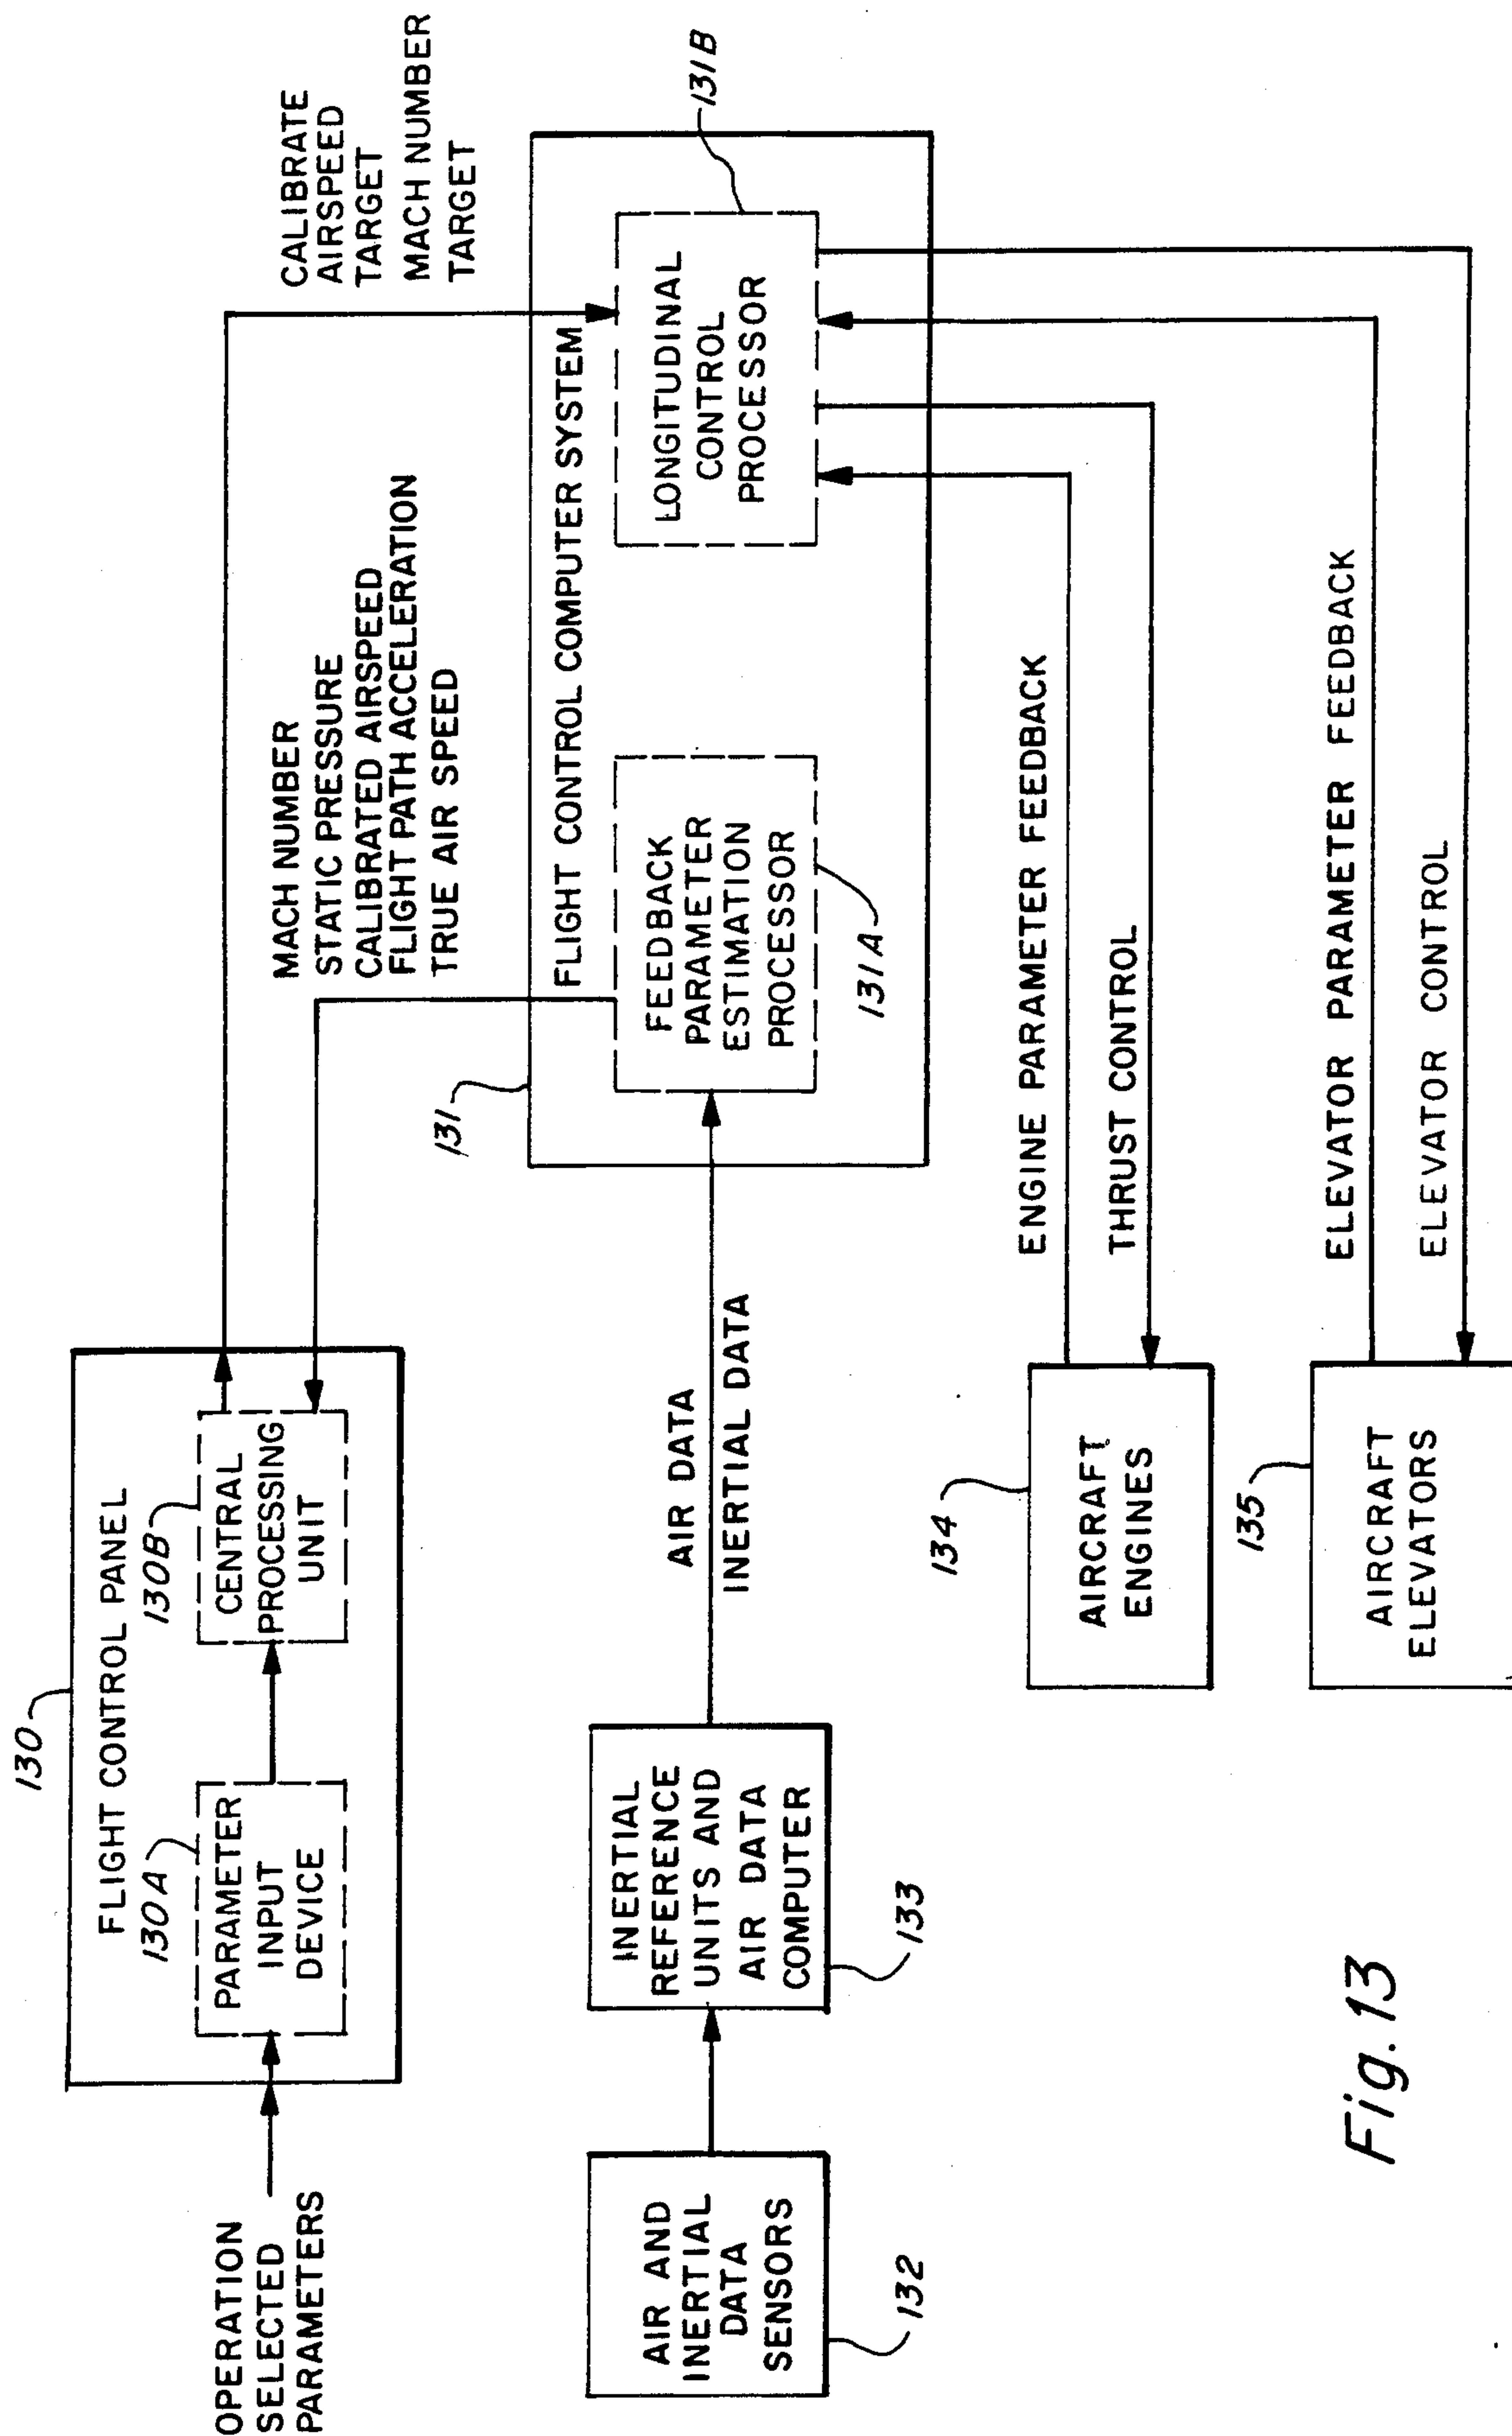 OPERATION
SELECTED
PARAMETERS
130
FLIGHT CONTROL PANEL
130A
PARAMETER
INPUT
DEVICE
130B
CENTRAL
PROCESSING
UNIT
CALIBRATE
AIRSPEED
TARGET
MACH NUMBER
TARGET
MACH NUMBER
STATIC PRESSURE
CALIBRATED AIRSPEED
FLIGHT PATH ACCELERATION
TRUE AIR SPEED
AIR AND
INERTIAL
DATA
SENSORS
132
INERTIAL
REFERENCE
UNITS AND
AIR DATA
COMPUTER
133
AIR DATA
INERTIAL DATA
131
FLIGHT CONTROL COMPUTER SYSTEM
FEEDBACK
PARAMETER
ESTIMATION
PROCESSOR
131A
LONGITUDINAL
CONTROL
PROCESSOR
131B
134
AIRCRAFT
ENGINES
ENGINE PARAMETER FEEDBACK
THRUST CONTROL
135
AIRCRAFT
ELEVATORS
ELEVATOR PARAMETER FEEDBACK
ELEVATOR CONTROL
Fig. 13